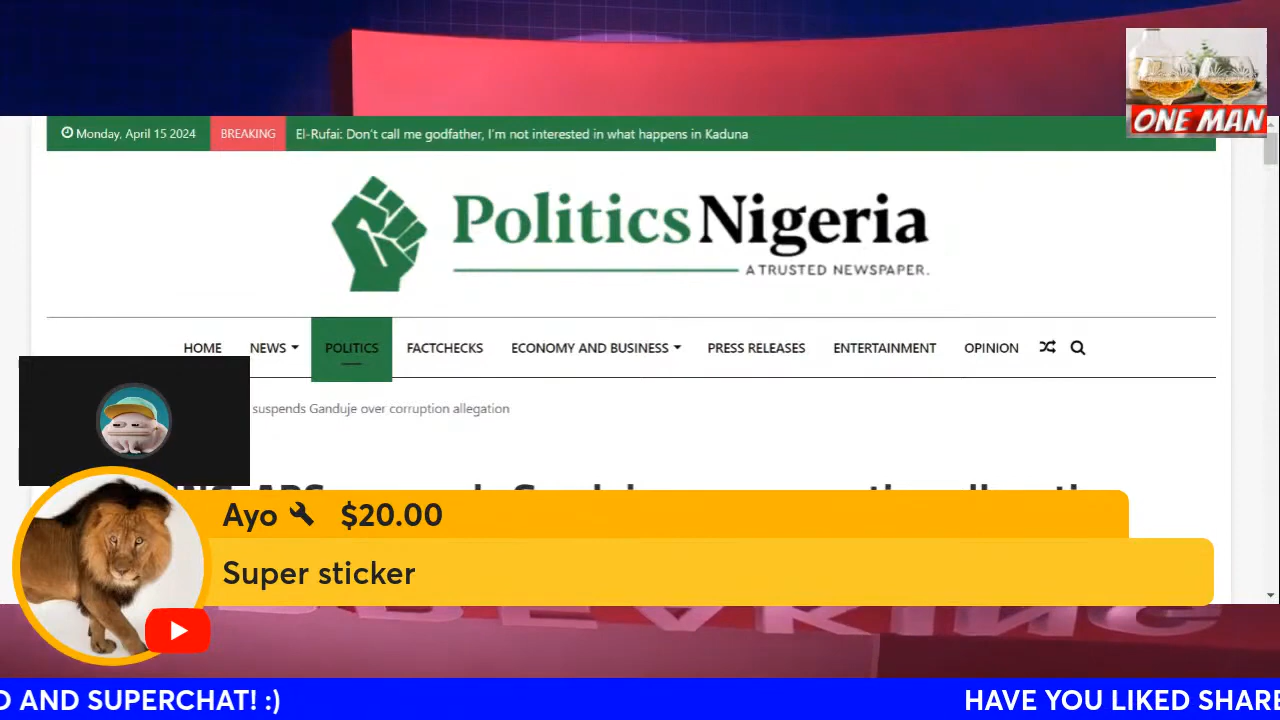 ONE MAN
Monday, April 15 2024 BREAKING El-Rufai: Don't call me godfather, I'm not interested in what happens in Kaduna
Politics Nigeria
A TRUSTED NEWSPAPER.
HOME NEWS POLITICS FACTCHECKS ECONOMY AND BUSINESS PRESS RELEASES ENTERTAINMENT OPINION
suspends Ganduje over corruption allegation
Ayo $20.00
Super sticker
D AND SUPERCHAT! :) HAVE YOU LIKED SHARE